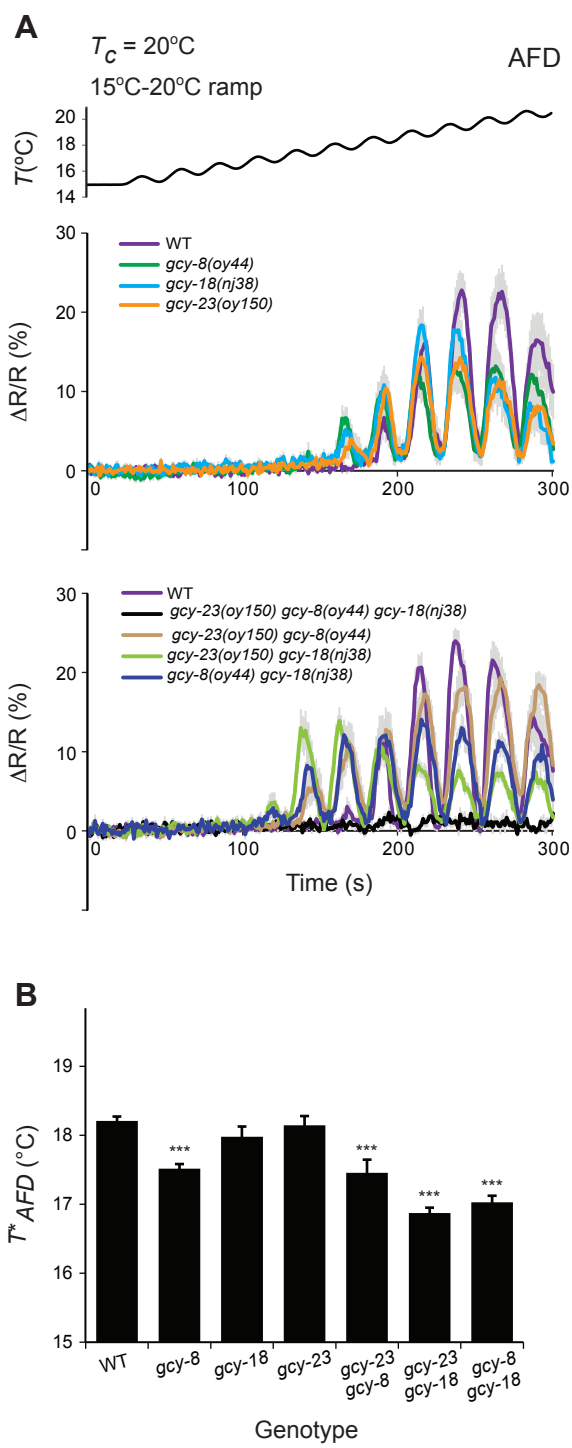 A
Tc = 20°C
15°C-20°C ramp
AFD
T(°C)
20
18
16
14
ΔR/R (%)
30
20
10
0
WT
gcy-8(oy44)
gcy-18(nj38)
gcy-23(oy150)
0
100
200
300
ΔR/R (%)
30
20
10
0
WT
gcy-23(oy150) gcy-8(oy44) gcy-18(nj38)
gcy-23(oy150) gcy-8(oy44)
gcy-23(oy150) gcy-18(nj38)
gcy-8(oy44) gcy-18(nj38)
0
100
200
300
Time (s)
B
T* AFD (°C)
19
18
17
16
15
***
***
***
***
WT
gcy-8
gcy-18
gcy-23
gcy-23
gcy-8
gcy-23
gcy-18
gcy-8
gcy-18
Genotype